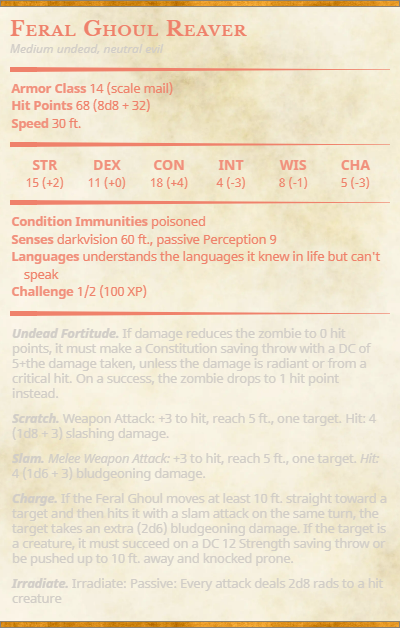 Feral Ghoul Reaver
Medium undead, neutral evil
Armor Class 14 (scale mail)
Hit Points 68 (8d8 + 32)
Speed 30 ft.
STR DEX CON INT WIS CHA
15 (+2) 11 (+0) 18 (+4) 4 (-3) 8 (-1) 5 (-3)
Condition Immunities poisoned
Senses darkvision 60 ft., passive Perception 9
Languages understands the languages it knew in life but can't
speak
Challenge 1/2 (100 XP)
Undead Fortitude. If damage reduces the zombie to 0 hit
points, it must make a Constitution saving throw with a DC of
5+the damage taken, unless the damage is radiant or from a
critical hit. On a success, the zombie drops to 1 hit point
instead.
Scratch. Weapon Attack: +3 to hit, reach 5 ft., one target. Hit: 4
(1d8 + 3) slashing damage.
Slam. Melee Weapon Attack: +3 to hit, reach 5 ft., one target. Hit:
4 (1d6 + 3) bludgeoning damage.
Charge. If the Feral Ghoul moves at least 10 ft. straight toward a
target and then hits it with a slam attack on the same turn, the
target takes an extra (2d6) bludgeoning damage. If the target is
a creature, it must succeed on a DC 12 Strength saving throw or
be pushed up to 10 ft. away and knocked prone.
Irradiate. Irradiate: Passive: Every attack deals 2d8 rads to a hit
creature